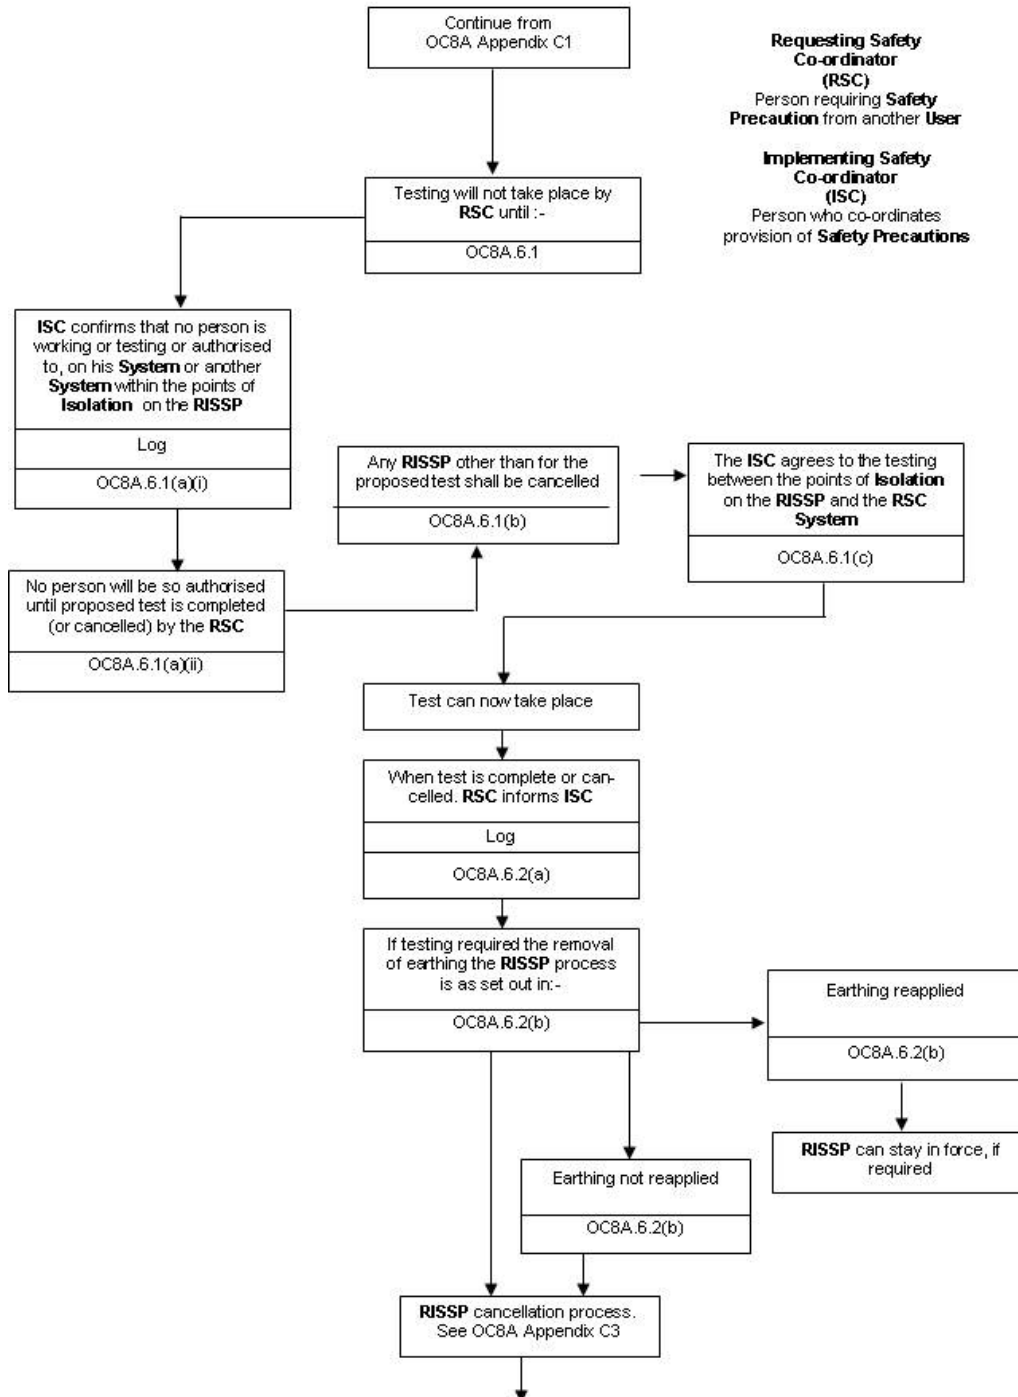 Continue from
OC8A Appendix C1
Requesting Safety
Co-ordinator
(RSC)
Person requiring Safety
Precaution from another User
Implementing Safety
Co-ordinator
(ISC)
Person who co-ordinates
provision of Safety Precautions
Testing will not take place by
RSC until :-
OC8A.6.1
ISC confirms that no person is
working or testing or authorised
to, on his System or another
System within the points of
Isolation on the RISSP
Log
OC8A.6.1(a)(i)
No person will be so authorised
until proposed test is completed
(or cancelled) by the RSC
OC8A.6.1(a)(ii)
Any RISSP other than for the
proposed test shall be cancelled
OC8A.6.1(b)
The ISC agrees to the testing
between the points of Isolation
on the RISSP and the RSC
System
OC8A.6.1(c)
Test can now take place
When test is complete or can-
celled. RSC informs ISC
Log
OC8A.6.2(a)
If testing required the removal
of earthing the RISSP process
is as set out in:-
OC8A.6.2(b)
Earthing reapplied
OC8A.6.2(b)
RISSP can stay in force, if
required
Earthing not reapplied
OC8A.6.2(b)
RISSP cancellation process.
See OC8A Appendix C3